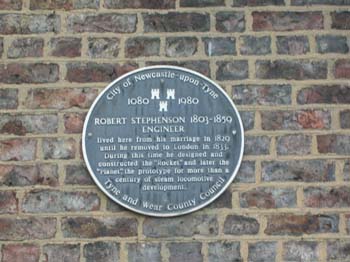 City of Newcastle upon Tyne
1080 1980
ROBERT STEPHENSON 1803-1859
ENGINEER
lived here from his marriage in 1829
until he removed to London in 1833.
During this time he designed and
constructed the "Rocket" and later the
"Planet", the prototype for more than a
century of steam locomotive
development.
Tyne and Wear County Council